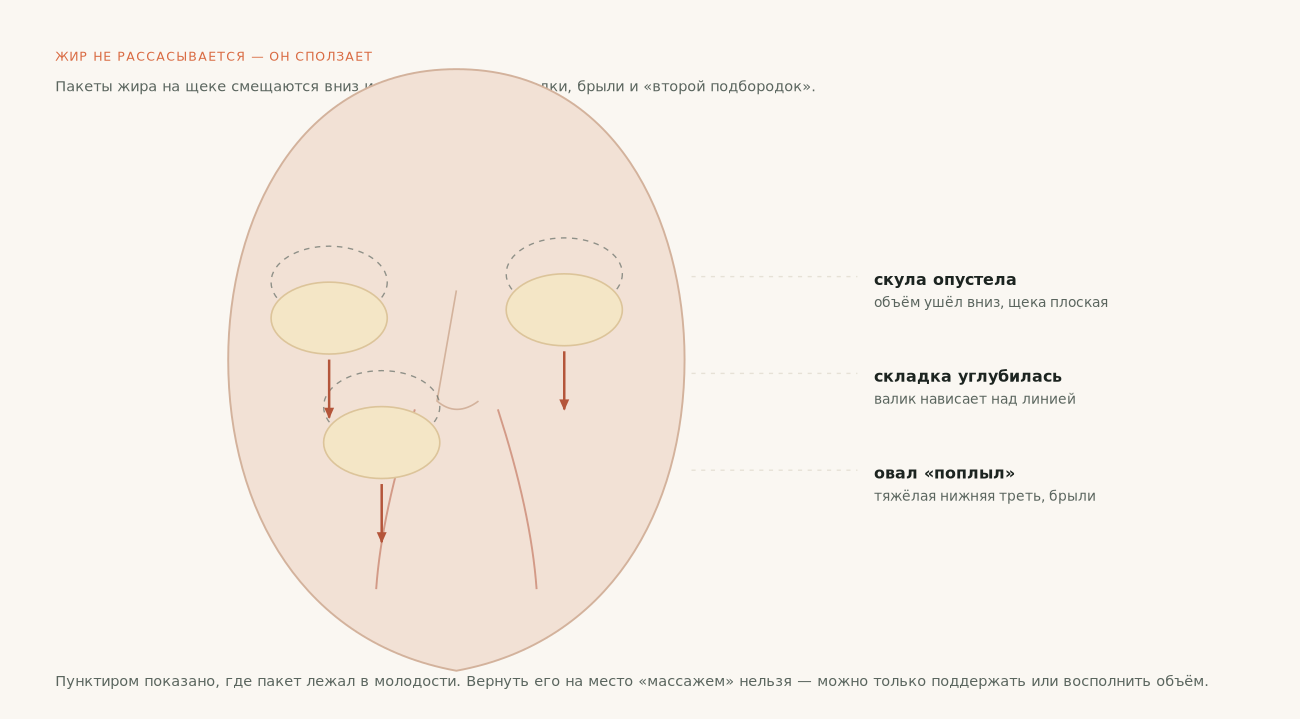 ЖИР НЕ РАССАСЫВАЕТСЯ — ОН СПОЛЗАЕТ
Пакеты жира на щеке смещаются вниз брыли и «второй подбородок».
скула опустела
объём ушёл вниз, щека плоская
складка углубилась
валик нависает над линией
овал «поплыл»
тяжёлая нижняя треть, брыли
Пунктиром показано, где пакет лежал в молодости. Вернуть его на место «массажем» нельзя — можно только поддержать или восполнить объём.